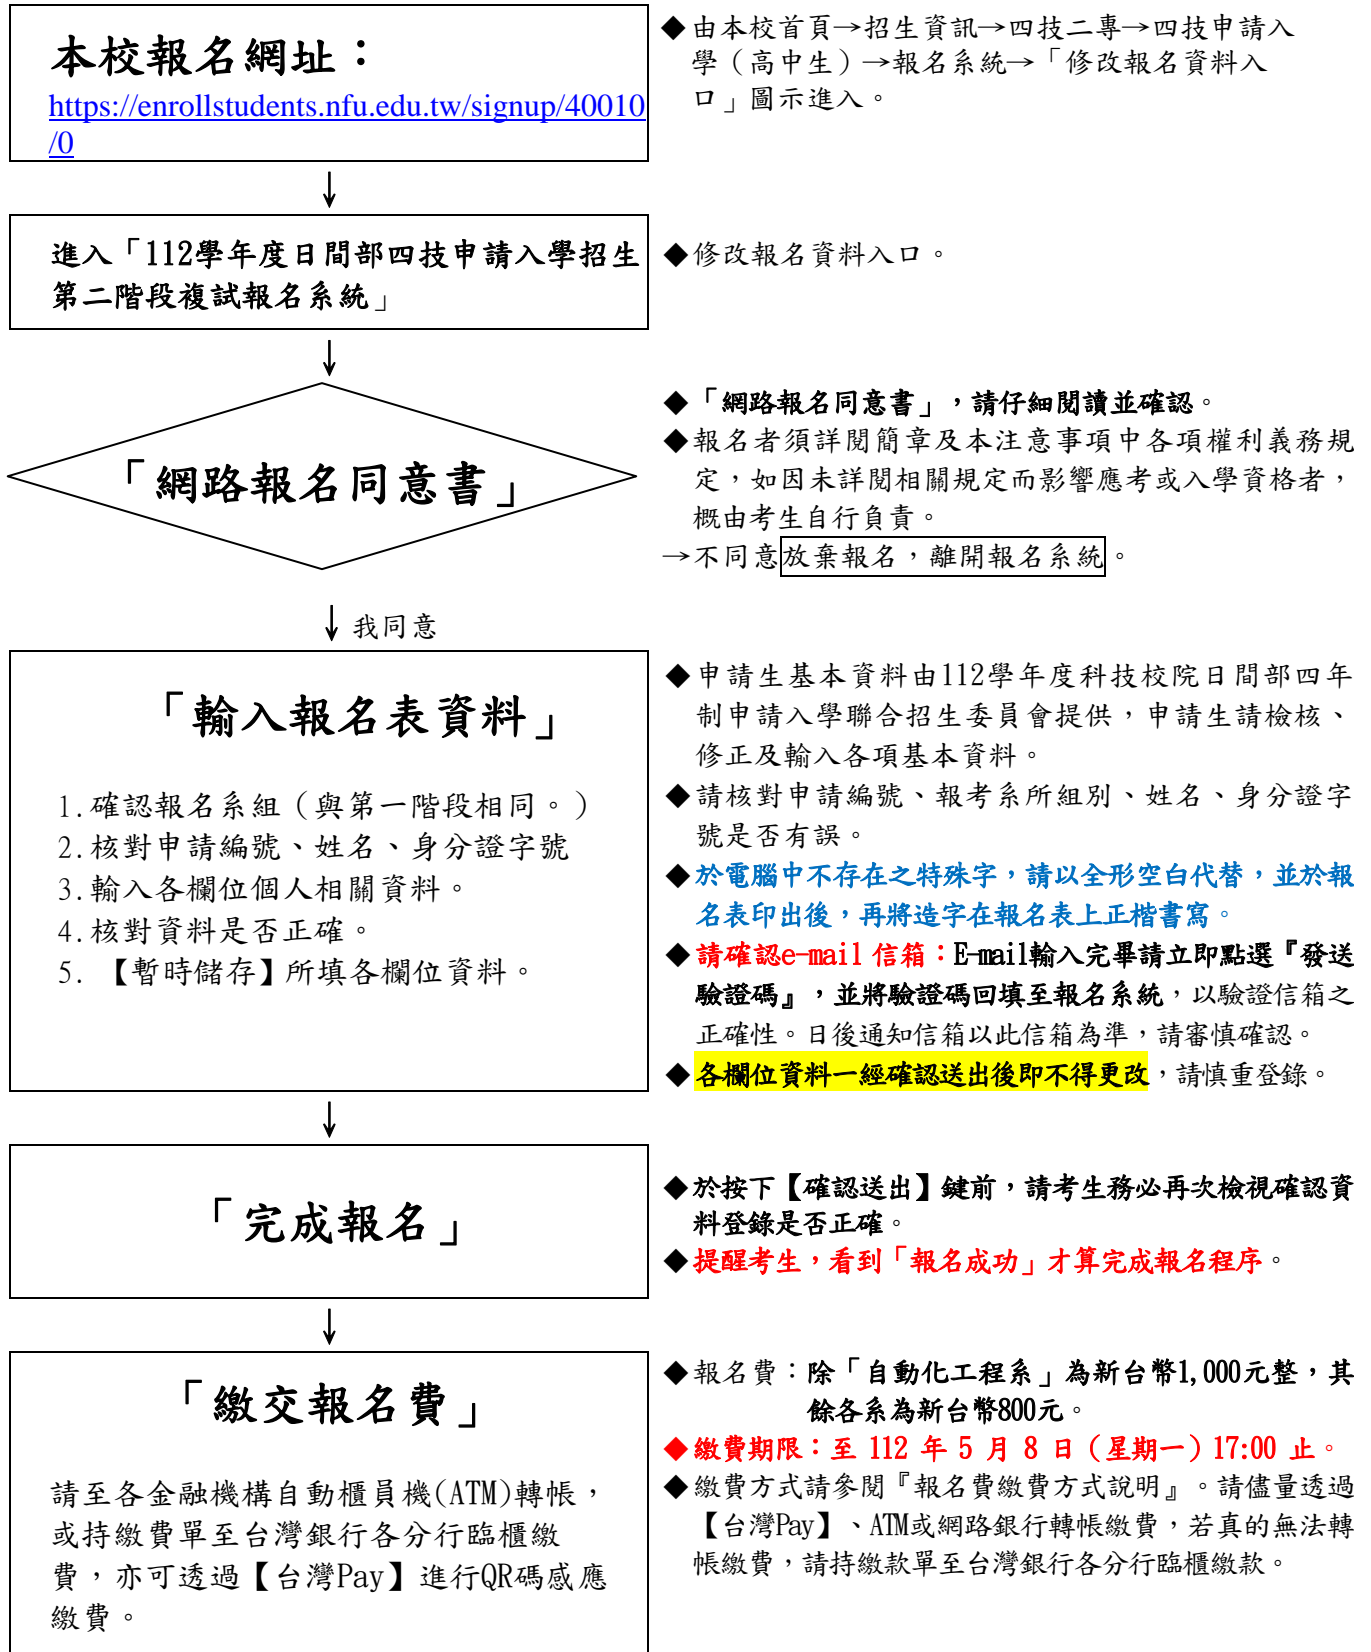 本校報名網址：
https://enrollstudents.nfu.edu.tw/signup/40010
/0
◆由本校首頁→招生資訊→四技二專→四技申請入
學（高中生）→報名系統→「修改報名資料入
口」圖示進入。
↓
進入「112學年度日間部四技申請入學招生
第二階段複試報名系統」
◆修改報名資料入口。
↓
「網路報名同意書」
◆「網路報名同意書」，請仔細閱讀並確認。
◆報名者須詳閱簡章及本注意事項中各項權利義務規
定，如因未詳閱相關規定而影響應考或入學資格者，
概由考生自行負責。
→不同意放棄報名，離開報名系統。
↓ 我同意
「輸入報名表資料」
1.確認報名系組（與第一階段相同。）
2.核對申請編號、姓名、身分證字號
3.輸入各欄位個人相關資料。
4.核對資料是否正確。
5. 【暫時儲存】所填各欄位資料。
◆申請生基本資料由112學年度科技校院日間部四年
制申請入學聯合招生委員會提供，申請生請檢核、
修正及輸入各項基本資料。
◆請核對申請編號、報考系所組別、姓名、身分證字
號是否有誤。
◆於電腦中不存在之特殊字，請以全形空白代替，並於報
名表印出後，再將造字在報名表上正楷書寫。
◆請確認e-mail 信箱：E-mail輸入完畢請立即點選『發送
驗證碼』，並將驗證碼回填至報名系統，以驗證信箱之
正確性。日後通知信箱以此信箱為準，請審慎確認。
◆各欄位資料一經確認送出後即不得更改，請慎重登錄。
↓
「完成報名」
◆於按下【確認送出】鍵前，請考生務必再次檢視確認資
料登錄是否正確。
◆提醒考生，看到「報名成功」才算完成報名程序。
↓
「繳交報名費」
請至各金融機構自動櫃員機(ATM)轉帳，
或持繳費單至台灣銀行各分行臨櫃繳
費，亦可透過【台灣Pay】進行QR碼感應
繳費。
◆報名費：除「自動化工程系」為新台幣1,000元整，其
餘各系為新台幣800元。
◆繳費期限：至 112 年 5 月 8 日（星期一）17:00 止。
◆繳費方式請參閱『報名費繳費方式說明』。請儘量透過
【台灣Pay】、ATM或網路銀行轉帳繳費，若真的無法轉
帳繳費，請持繳款單至台灣銀行各分行臨櫃繳款。